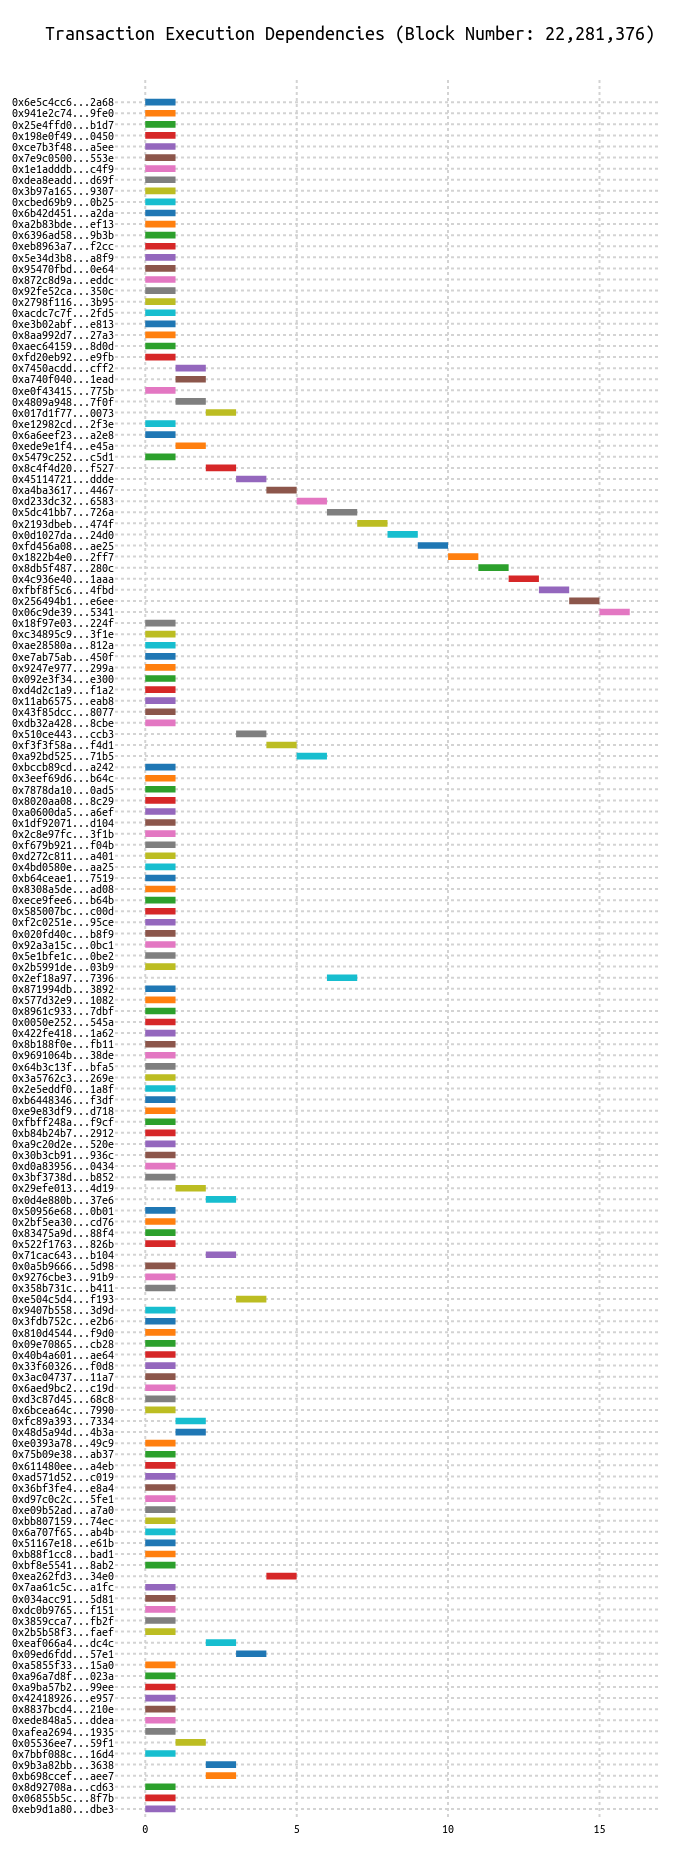 Transaction Execution Dependencies (Block Number: 22,281,376)
0x6e5c4cc6...2a68
0x941e2c74...9fe0
0x25e4ffd0...b1d7
0x198e0f49...0450
0xce7b3f48...a5ee
0x7e9c0500...553e
0x1e1adddb...c4f9
0xdea8eadd...d69f
0x3b97a165...9307
0xcbed69b9...0b25
0x6b42d451...a2da
0xa2b83bde...ef13
0x6396ad58...9b3b
0xeb8963a7...f2cc
0x5e34d3b8...a8f9
0x95470fbd...0e64
0x872c8d9a...eddc
0x92fe52ca...350c
0x2798f116...3b95
0xacdc7c7f...2fd5
0xe3b02abf...e813
0x8aa992d7...27a3
0xaec64159...8d0d
0xfd20eb92...e9fb
0x7450acdd...cff2
0xa740f040...1ead
0xe0f43415...775b
0x4809a948...7f0f
0x017d1f77...0073
0xe12982cd...2f3e
0x6a6eef23...a2e8
0xede9e1f4...e45a
0x5479c252...c5d1
0x8c4f4d20...f527
0x45114721...ddde
0xa4ba3617...4467
0xd233dc32...6583
0x5dc41bb7...726a
0x2193dbeb...474f
0x0d1027da...24d0
0xfd456a08...ae25
0x1822b4e0...2ff7
0x8db5f487...280c
0x4c936e40...1aaa
0xfbf8f5c6...4fbd
0x256494b1...e6ee
0x06c9de39...5341
0x18f97e03...224f
0xc34895c9...3f1e
0xae28580a...812a
0xe7ab75ab...450f
0x9247e977...299a
0x092e3f34...e300
0xd4d2c1a9...f1a2
0x11ab6575...eab8
0x43f85dcc...8077
0xdb32a428...8cbe
0x510ce443...ccb3
0xf3f3f58a...f4d1
0xa92bd525...71b5
0xbccb89cd...a242
0x3eef69d6...b64c
0x7878da10...0ad5
0x8020aa08...8c29
0xa0600da5...a6ef
0x1df92071...d104
0x2c8e97fc...3f1b
0xf679b921...f04b
0xd272c811...a401
0x4bd0580e...aa25
0xb64ceae1...7519
0x8308a5de...ad08
0xece9fee6...b64b
0x585007bc...c00d
0xf2c0251e...95ce
0x020fd40c...b8f9
0x92a3a15c...0bc1
0x5e1bfe1c...0be2
0x2b5991de...03b9
0x2ef18a97...7396
0x871994db...3892
0x577d32e9...1082
0x8961c933...7dbf
0x0050e252...545a
0x422fe418...1a62
0x8b188f0e...fb11
0x9691064b...38de
0x64b3c13f...bfa5
0x3a5762c3...269e
0x2e5eddf0...1a8f
0xb6448346...f3df
0xe9e83df9...d718
0xfbff248a...f9cf
0xb84b24b7...2912
0xa9c20d2e...520e
0x30b3cb91...936c
0xd0a83956...0434
0x3bf3738d...b852
0x29efe013...4d19
0x0d4e880b...37e6
0x50956e68...0b01
0x2bf5ea30...cd76
0x83475a9d...88f4
0x522f1763...826b
0x71cac643...b104
0x0a5b9666...5d98
0x9276cbe3...91b9
0x358b731c...b411
0xe504c5d4...f193
0x9407b558...3d9d
0x3fdb752c...e2b6
0x810d4544...f9d0
0x09e70865...cb28
0x40b4a601...ae64
0x33f60326...f0d8
0x3ac04737...11a7
0x6aed9bc2...c19d
0xd3c87d45...68c8
0x6bcea64c...7990
0xfc89a393...7334
0x48d5a94d...4b3a
0xe0393a78...49c9
0x75b09e38...ab37
0x611480ee...a4eb
0xad571d52...c019
0x36bf3fe4...e8a4
0xd97c0c2c...5fe1
0xe09b52ad...a7a0
0xbb807159...74ec
0x6a707f65...ab4b
0x51167e18...e61b
0xb88f1cc8...bad1
0xbf8e5541...8ab2
0xea262fd3...34e0
0x7aa61c5c...a1fc
0x034acc91...5d81
0xdc0b9765...f151
0x3859cca7...fb2f
0x2b5b58f3...faef
0xeaf066a4...dc4c
0x09ed6fdd...57e1
0xa5855f33...15a0
0xa96a7d8f...023a
0xa9ba57b2...99ee
0x42418926...e957
0x8837bcd4...210e
0xede848a5...ddea
0xafea2694...1935
0x05536ee7...59f1
0x7bbf088c...16d4
0x9b3a82bb...3638
0xb698ccef...aee7
0x8d92708a...cd63
0x06855b5c...8f7b
0xeb9d1a80...dbe3
0 5 10 15